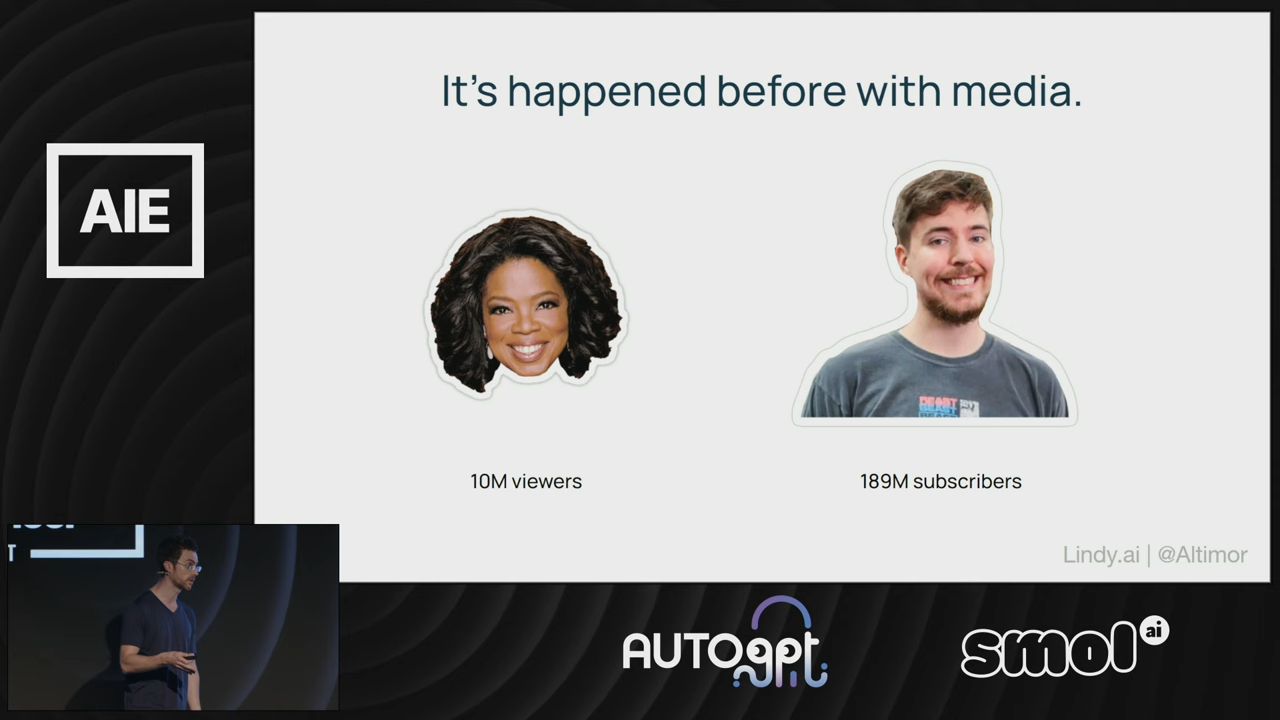 It's happened before with media.
AIE
10M viewers
189M subscribers
Lindy.ai | @Altimor
T
AUTOgpt
smol ai